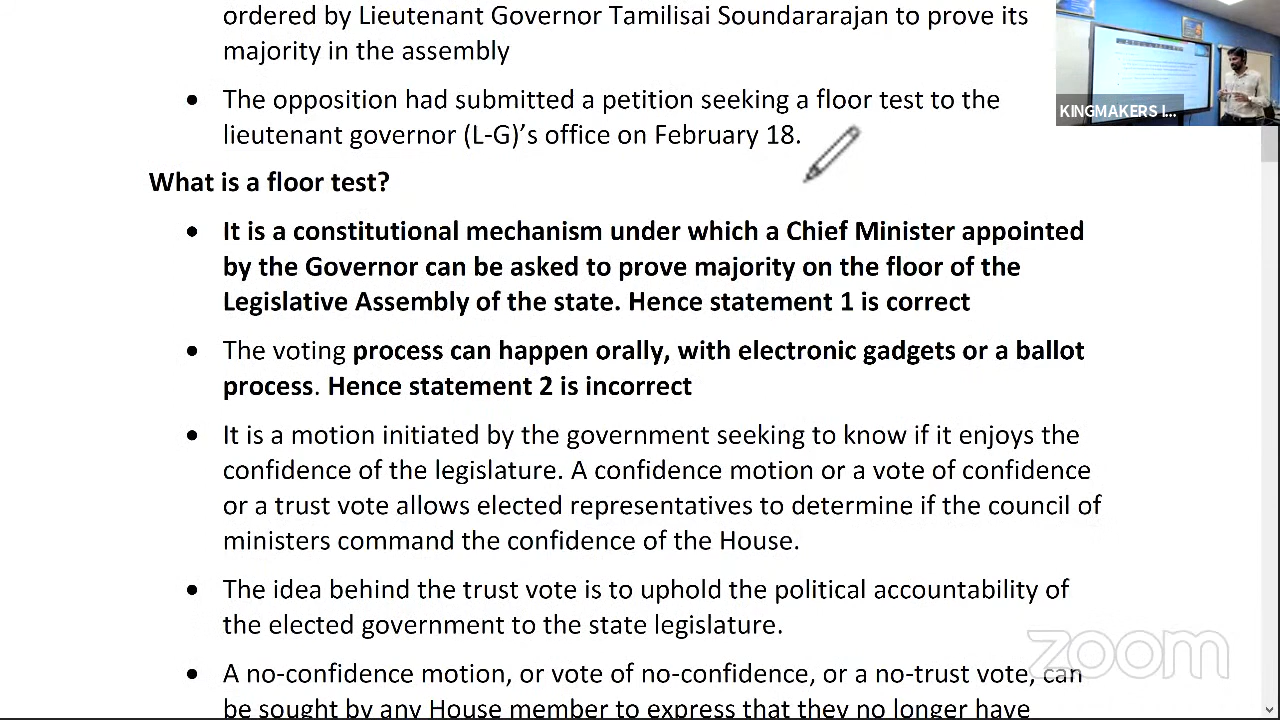 ordered by Lieutenant Governor Tamilisai Soundararajan to prove its
majority in the assembly
• The opposition had submitted a petition seeking a floor test to the
lieutenant governor (L-G)’s office on February 18.
What is a floor test?
• It is a constitutional mechanism under which a Chief Minister appointed
by the Governor can be asked to prove majority on the floor of the
Legislative Assembly of the state. Hence statement 1 is correct
• The voting process can happen orally, with electronic gadgets or a ballot
process. Hence statement 2 is incorrect
• It is a motion initiated by the government seeking to know if it enjoys the
confidence of the legislature. A confidence motion or a vote of confidence
or a trust vote allows elected representatives to determine if the council of
ministers command the confidence of the House.
• The idea behind the trust vote is to uphold the political accountability of
the elected government to the state legislature.
• A no-confidence motion, or vote of no-confidence, or a no-trust vote, can
be sought by any House member to express that they no longer have
KINGMAKERS I...
zoom